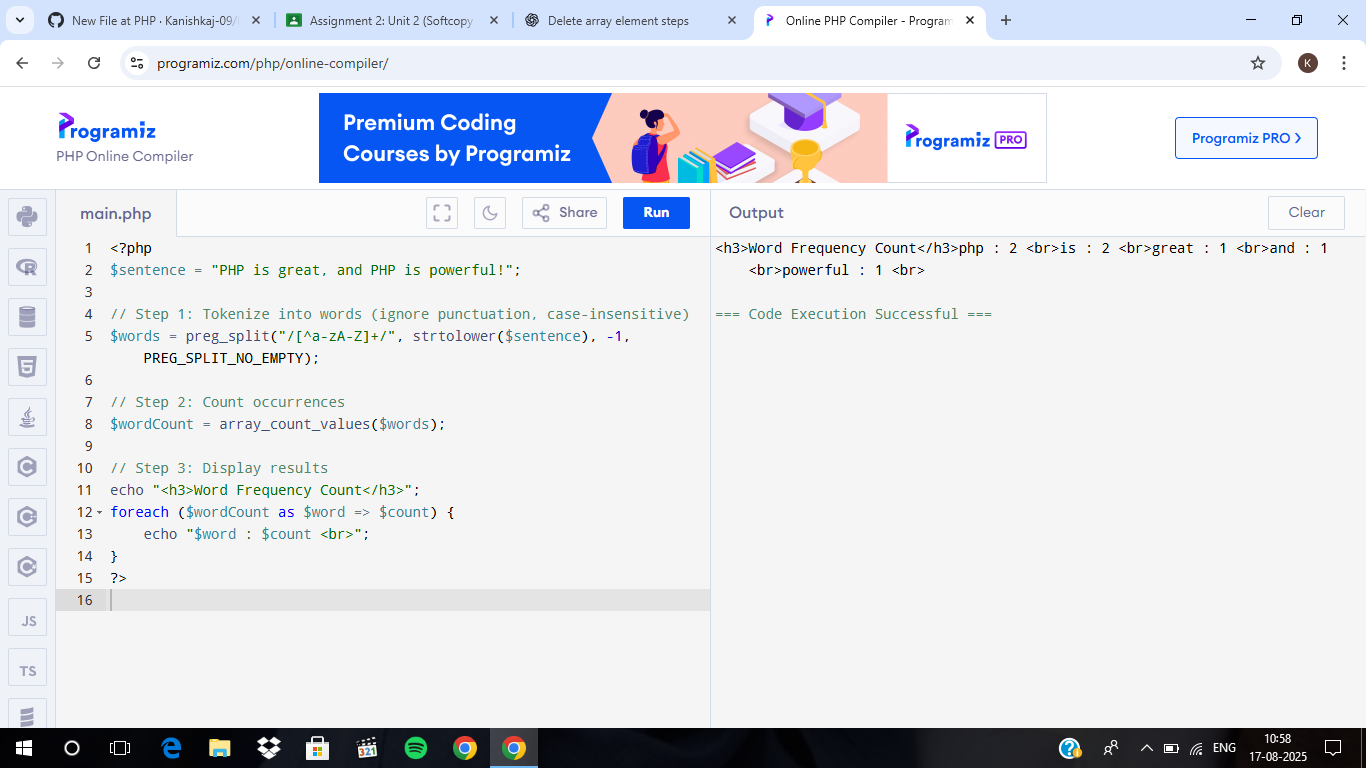 New File at PHP · Kanishkaj-09/
Assignment 2: Unit 2 (Softcopy
Delete array element steps
Online PHP Compiler - Program
programiz.com/php/online-compiler/
K
Programiz
PHP Online Compiler
Premium Coding
Courses by Programiz
Programiz PRO
Programiz PRO >
main.php
Share
Run
Output
Clear
1 <?php
2 $sentence = "PHP is great, and PHP is powerful!";
3
4 // Step 1: Tokenize into words (ignore punctuation, case-insensitive)
5 $words = preg_split("/[^a-zA-Z]+/", strtolower($sentence), -1,
PREG_SPLIT_NO_EMPTY);
6
7 // Step 2: Count occurrences
8 $wordCount = array_count_values($words);
9
10 // Step 3: Display results
11 echo "<h3>Word Frequency Count</h3>";
12 foreach ($wordCount as $word => $count) {
13 echo "$word : $count <br>";
14 }
15 ?>
16
<h3>Word Frequency Count</h3>php : 2 <br>is : 2 <br>great : 1 <br>and : 1
<br>powerful : 1 <br>
=== Code Execution Successful ===
JS
TS
321
ENG
10:58
17-08-2025